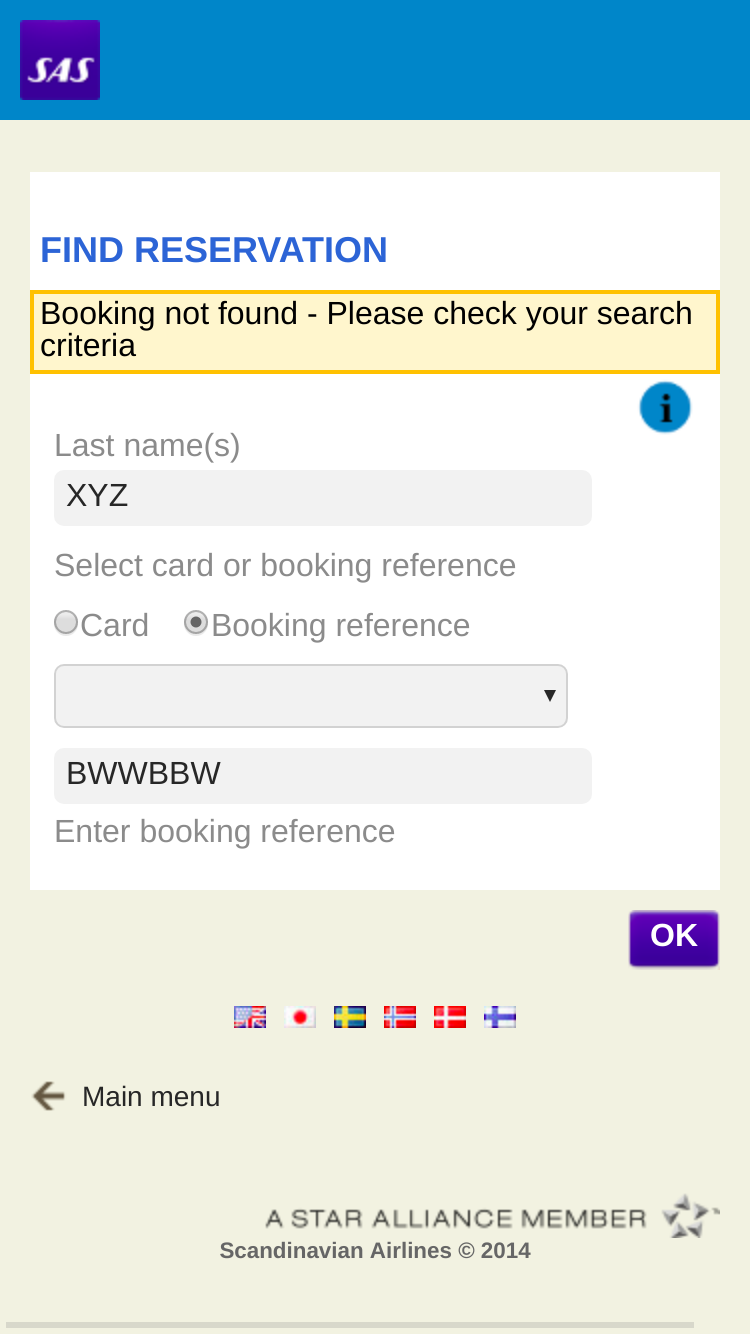 SAS
FIND RESERVATION
Booking not found - Please check your search
criteria
i
Last name(s)
XYZ
Select card or booking reference
Card Booking reference
BWWBBW
Enter booking reference
OK
Main menu
A STAR ALLIANCE MEMBER
Scandinavian Airlines © 2014